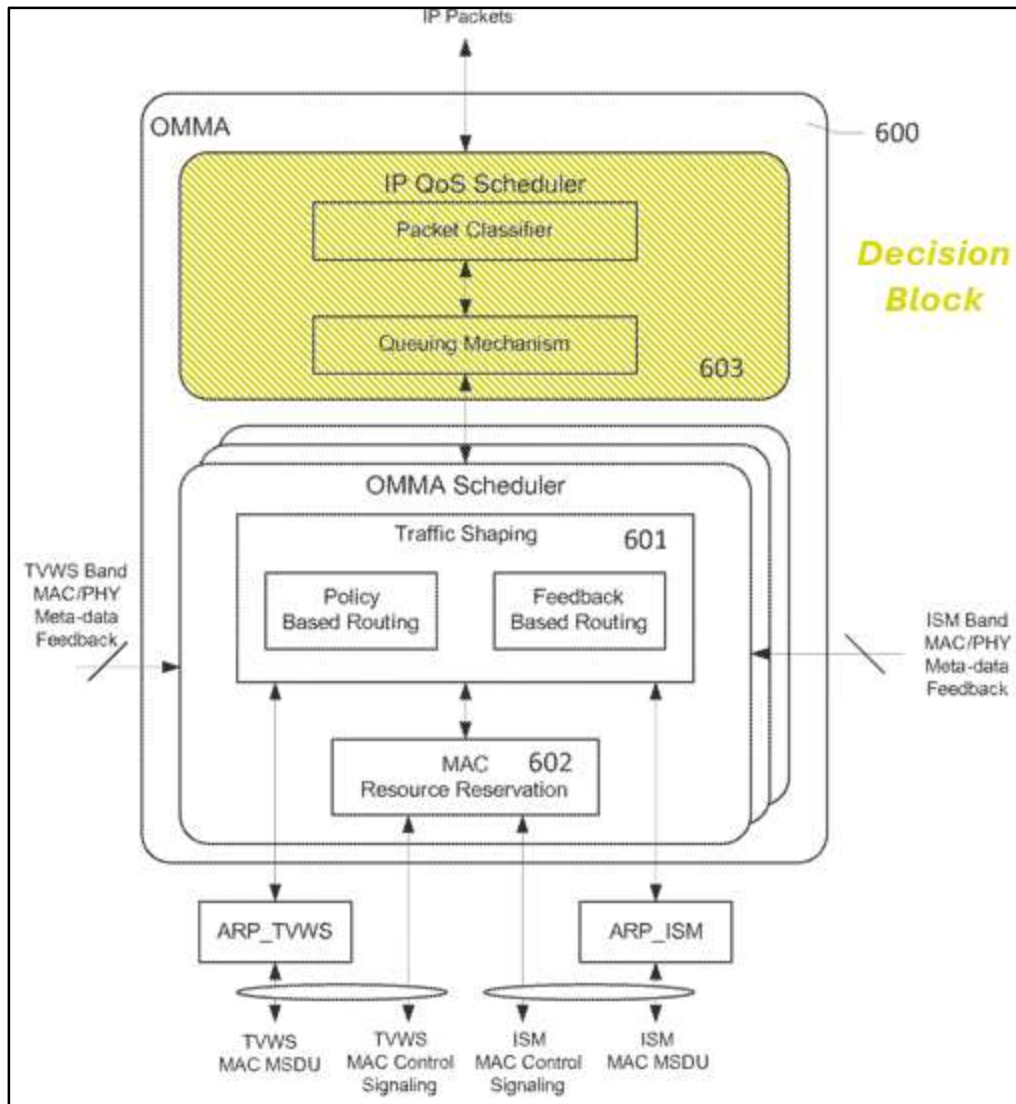 IP Packets
OMMA
600
IP QoS Scheduler
Packet Classifier
Queuing Mechanism
603
Decision
Block
OMMA Scheduler
Traffic Shaping
601
Policy
Based Routing
Feedback
Based Routing
TVWS Band
MAC/PHY
Meta-data
Feedback
ISM Band
MAC/PHY
Meta-data
Feedback
MAC
602
Resource Reservation
ARP_TVWS
ARP_ISM
TVWS
MAC MSDU
TVWS
MAC Control
Signaling
ISM
MAC Control
Signaling
ISM
MAC MSDU